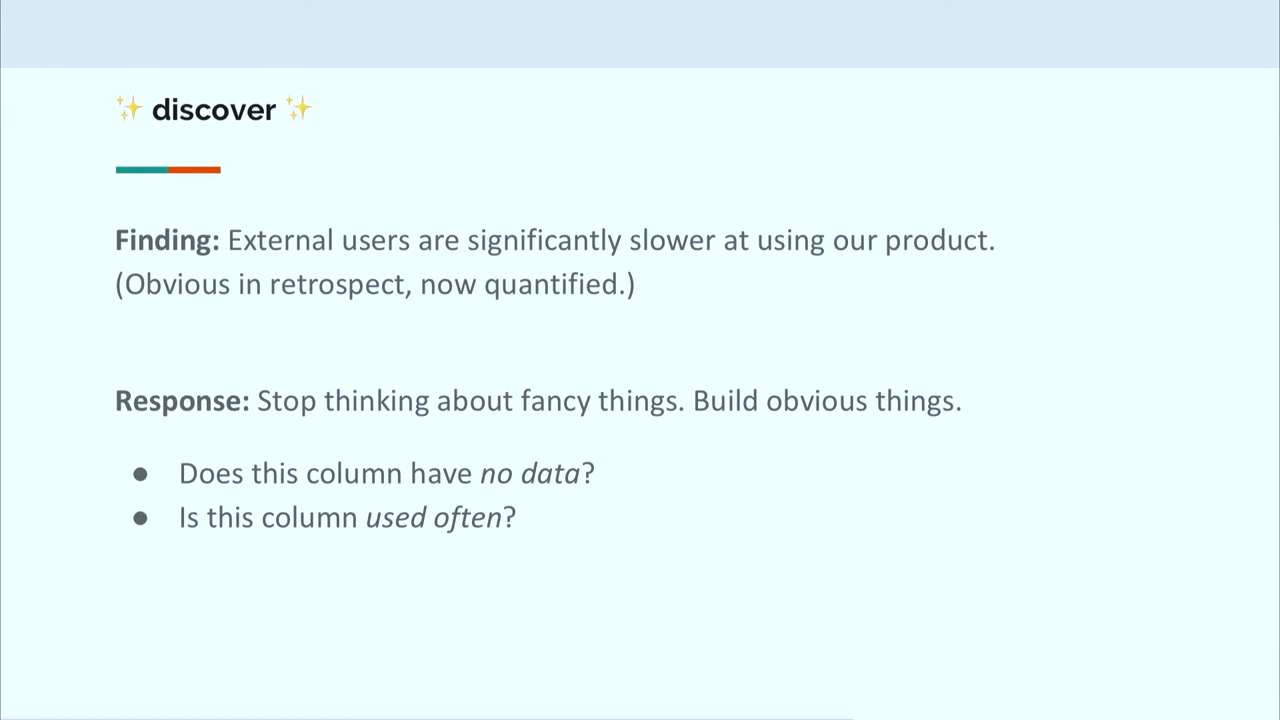 ✨ discover ✨
Finding: External users are significantly slower at using our product.
(Obvious in retrospect, now quantified.)
Response: Stop thinking about fancy things. Build obvious things.
● Does this column have no data?
● Is this column used often?